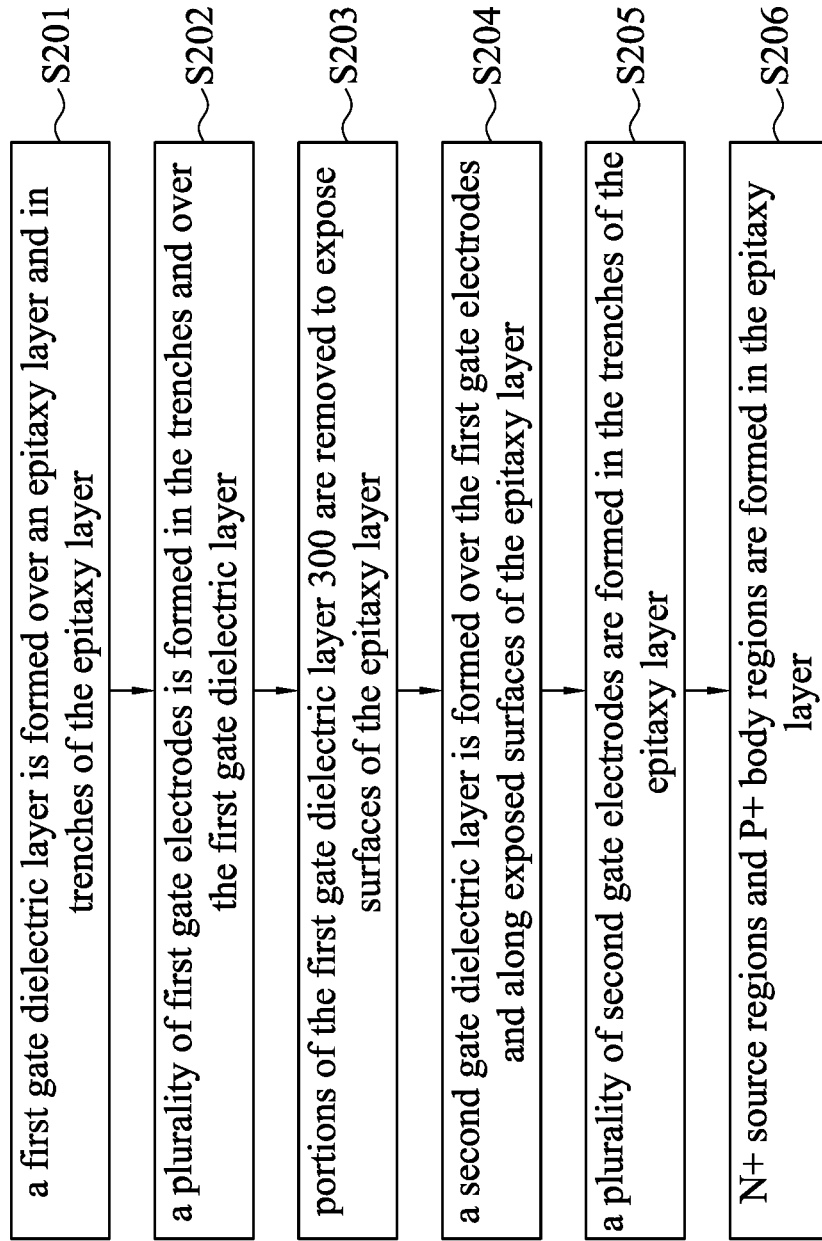 a first gate dielectric layer is formed over an epitaxy layer and in
trenches of the epitaxy layer
S201
a plurality of first gate electrodes is formed in the trenches and over
the first gate dielectric layer
S202
portions of the first gate dielectric layer 300 are removed to expose
surfaces of the epitaxy layer
S203
a second gate dielectric layer is formed over the first gate electrodes
and along exposed surfaces of the epitaxy layer
S204
a plurality of second gate electrodes are formed in the trenches of the
epitaxy layer
S205
N+ source regions and P+ body regions are formed in the epitaxy
layer
S206